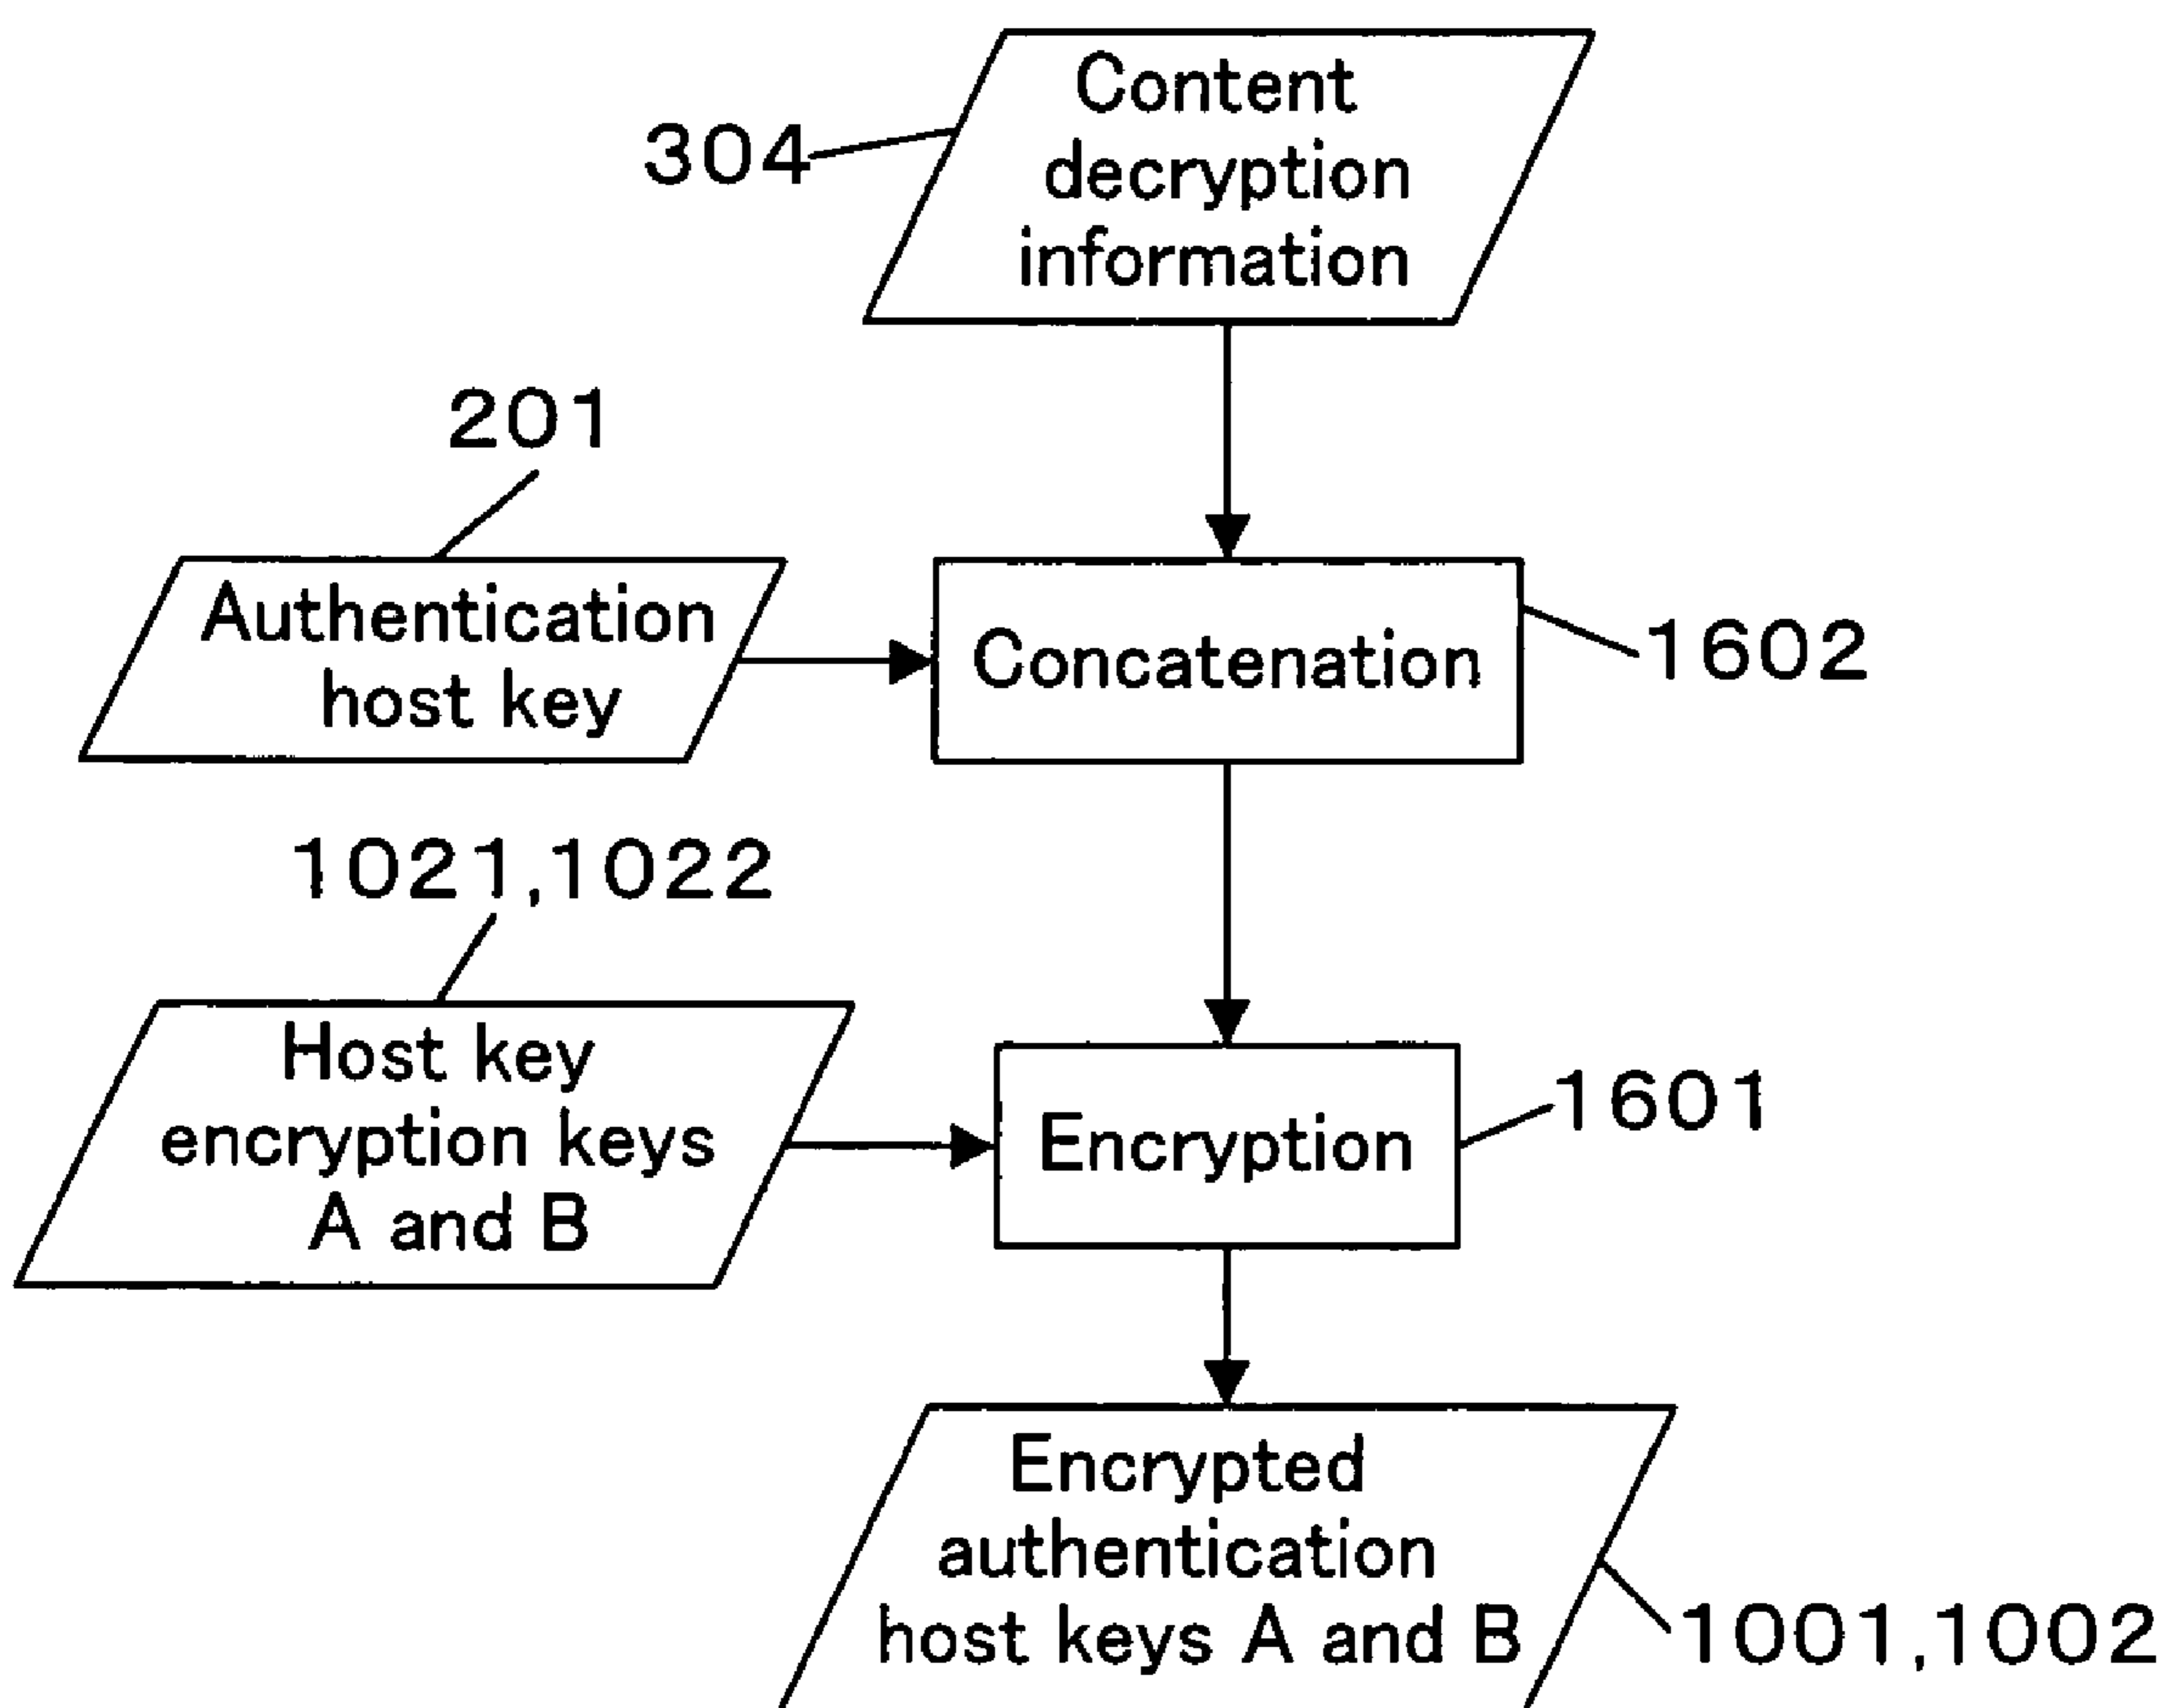 Content
decryption
information
304
201
Authentication
host key
Concatenation
1602
1021,1022
Host key
encryption keys
A and B
Encryption
1601
Encrypted
authentication
host keys A and B
1001,1002